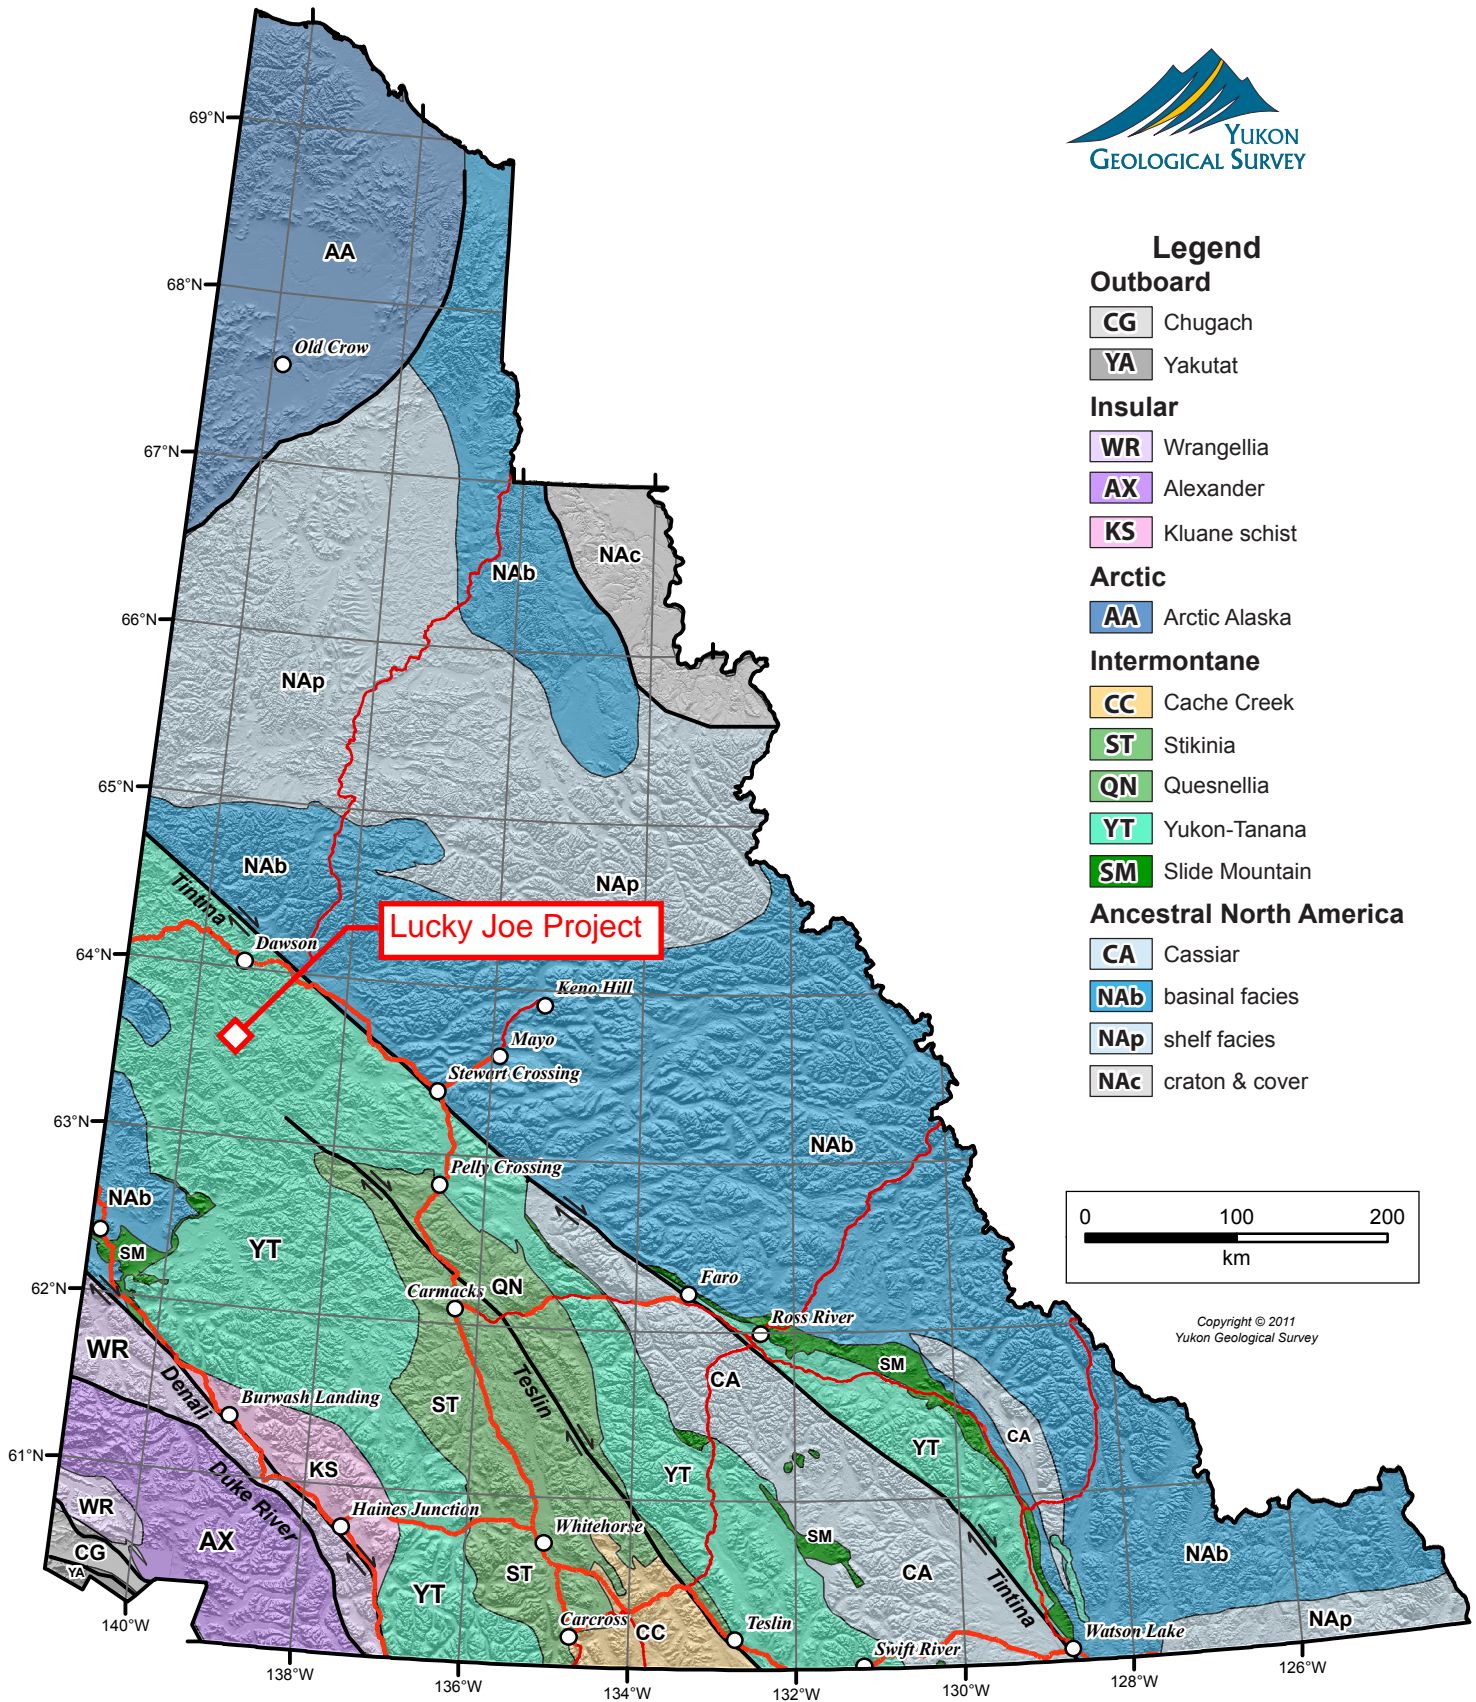 YUKON
GEOLOGICAL SURVEY
Legend
Outboard
CG Chugach
YA Yakutat
Insular
WR Wrangellia
AX Alexander
KS Kluane schist
Arctic
AA Arctic Alaska
Intermontane
CC Cache Creek
ST Stikinia
QN Quesnellia
YT Yukon-Tanana
SM Slide Mountain
Ancestral North America
CA Cassiar
NAb basinal facies
NAp shelf facies
NAc craton & cover
0 100 200
km
Copyright © 2011
Yukon Geological Survey
69°N
AA
68°N
Old Crow
67°N
NAc
NAb
66°N
NAp
65°N
NAb
NAp
Tintina
Lucky Joe Project
Dawson
64°N
Keno Hill
Mayo
Stewart Crossing
63°N
NAb
Pelly Crossing
NAb
YT
SM
62°N
Faro
QN
Carmacks
Ross River
WR
SM
CA
Denali
Burwash Landing
Teslin
ST
CA
YT
61°N
KS
YT
Duke River
WR
Haines Junction
Whitehorse
SM
AX
CG
YA
ST
YT
CA
NAb
Tintina
140°W
Carcross
CC
Teslin
Swift River
Watson Lake
NAp
138°W
136°W
134°W
132°W
130°W
128°W
126°W